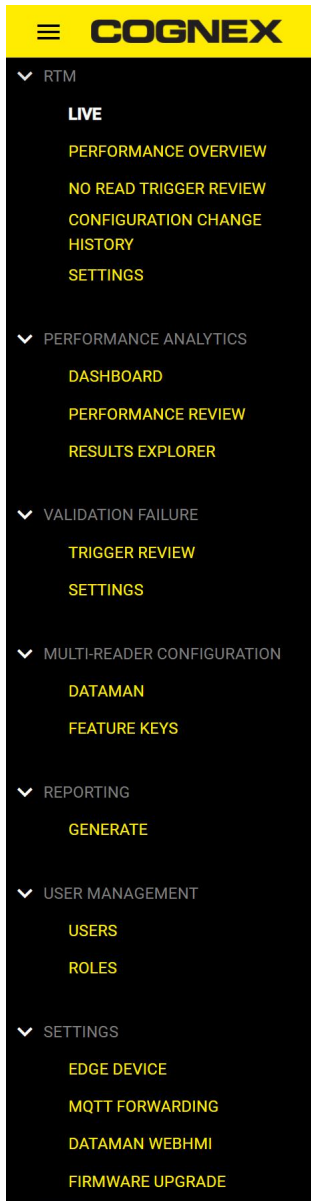 COGNEX
RTM
LIVE
PERFORMANCE OVERVIEW
NO READ TRIGGER REVIEW
CONFIGURATION CHANGE
HISTORY
SETTINGS
PERFORMANCE ANALYTICS
DASHBOARD
PERFORMANCE REVIEW
RESULTS EXPLORER
VALIDATION FAILURE
TRIGGER REVIEW
SETTINGS
MULTI-READER CONFIGURATION
DATAMAN
FEATURE KEYS
REPORTING
GENERATE
USER MANAGEMENT
USERS
ROLES
SETTINGS
EDGE DEVICE
MQTT FORWARDING
DATAMAN WEBHMI
FIRMWARE UPGRADE